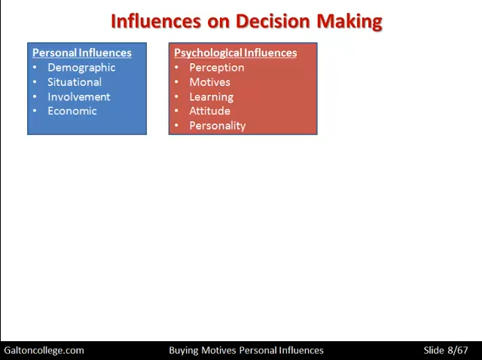 Influences on Decision Making
Personal Influences
• Demographic
• Situational
• Involvement
• Economic
Psychological Influences
• Perception
• Motives
• Learning
• Attitude
• Personality
Galtoncollege.com
Buying Motives Personal Influences
Slide 8/67